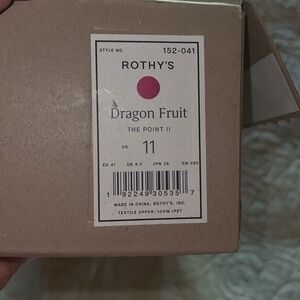 STYLE NO. 152-041
ROTHY'S
Dragon Fruit
THE POINT II
US 11
EU 41 UK 8.5 JPN 28 CN 280
1 92249 30535 7
MADE IN CHINA, ROTHY'S, INC.
TEXTILE UPPER: 100% rPET